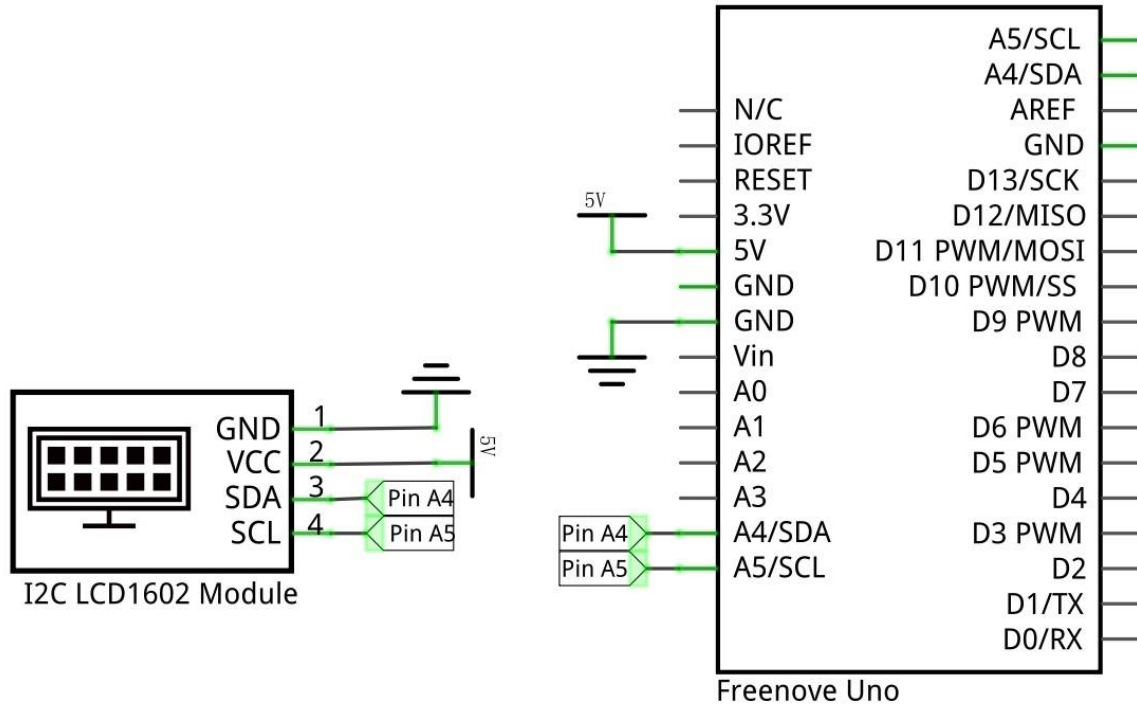 GND 1
VCC 2
SDA 3
SCL 4
5V
Pin A4
Pin A5
I2C LCD1602 Module
5V
Pin A4
Pin A5
N/C
IOREF
RESET
3.3V
5V
GND
GND
Vin
A0
A1
A2
A3
A4/SDA
A5/SCL
A5/SCL
A4/SDA
AREF
GND
D13/SCK
D12/MISO
D11 PWM/MOSI
D10 PWM/SS
D9 PWM
D8
D7
D6 PWM
D5 PWM
D4
D3 PWM
D2
D1/TX
D0/RX
Freenove Uno